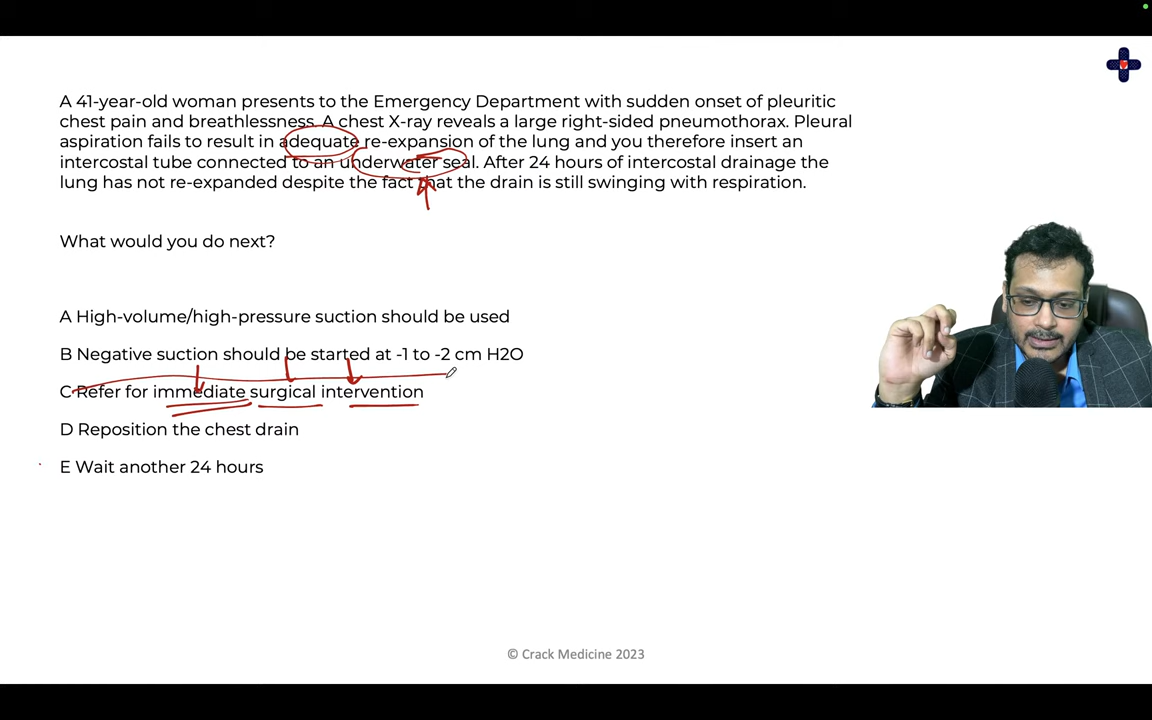 A 41-year-old woman presents to the Emergency Department with sudden onset of pleuritic
chest pain and breathlessness. A chest X-ray reveals a large right-sided pneumothorax. Pleural
aspiration fails to result in adequate re-expansion of the lung and you therefore insert an
intercostal tube connected to an underwater seal. After 24 hours of intercostal drainage the
lung has not re-expanded despite the fact that the drain is still swinging with respiration.
What would you do next?
A High-volume/high-pressure suction should be used
B Negative suction should be started at -1 to -2 cm H2O
C Refer for immediate surgical intervention
D Reposition the chest drain
E Wait another 24 hours
© Crack Medicine 2023